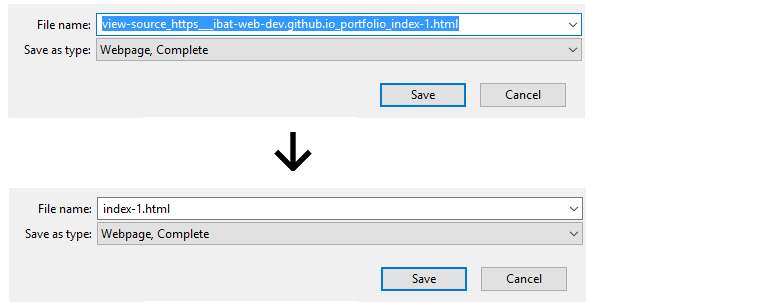 File name: view-source_https___ibat-web-dev.github.io_portfolio_index-1.html
Save as type: Webpage, Complete
Save Cancel
File name: index-1.html
Save as type: Webpage, Complete
Save Cancel